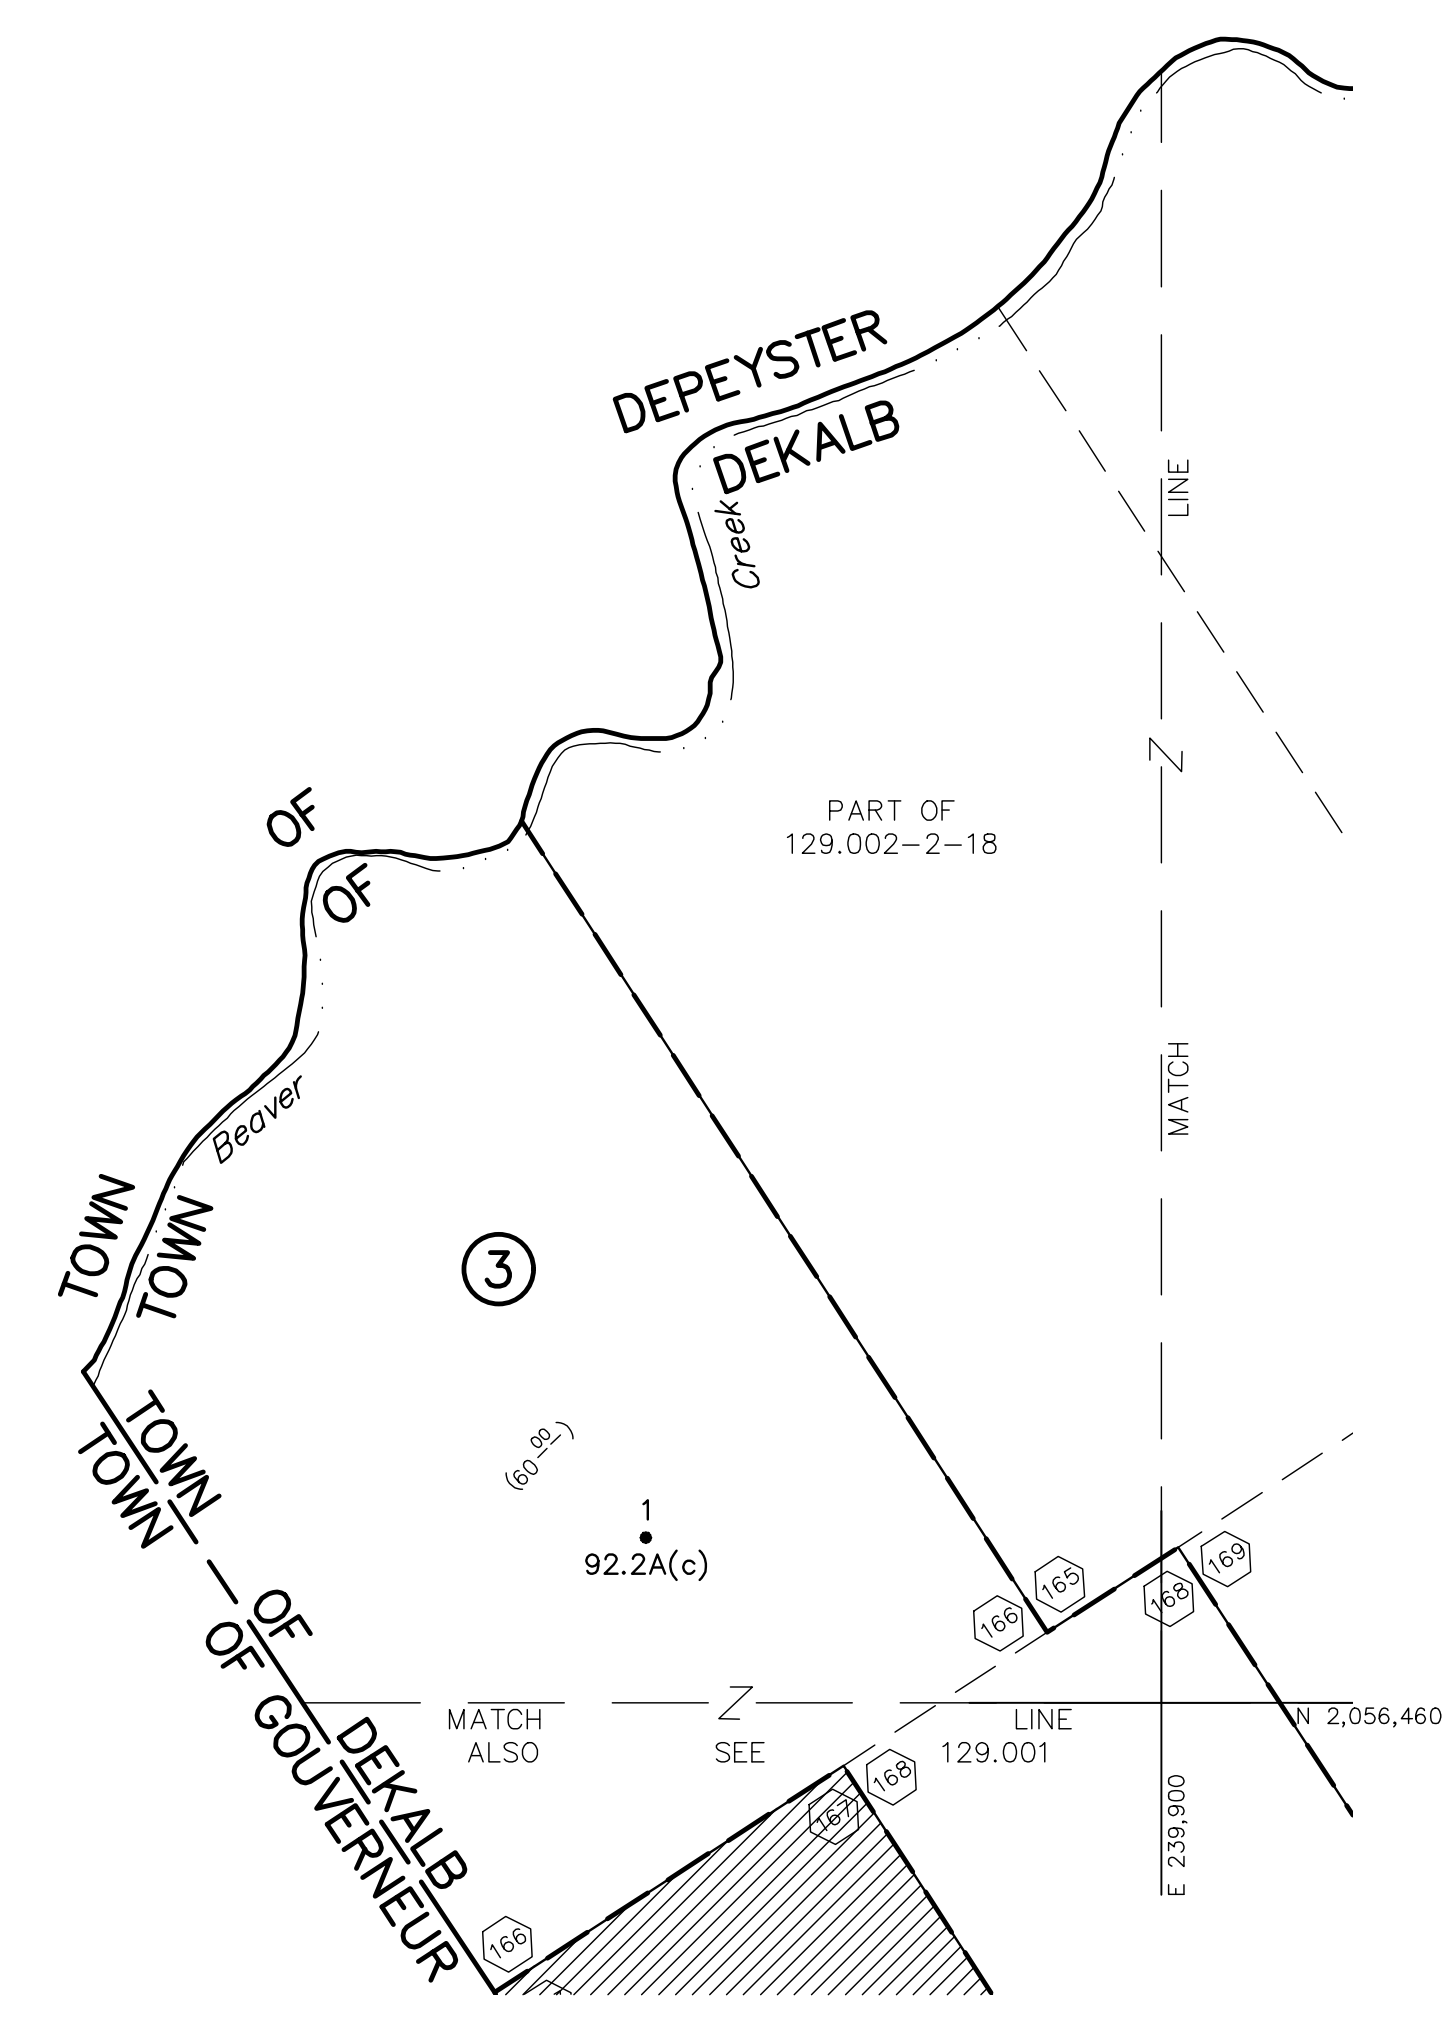 TOWN OF DEPEYSTER
TOWN OF DEKALB
Beaver Creek
LINE
Z
PART OF
129.002-2-18
MATCH
3
(60 00)
1
92.2A(c)
TOWN OF DEKALB
TOWN OF GOUVERNEUR
165
166
169
168
MATCH Z LINE
ALSO SEE 129.001
N 2,056,460
E 239,900
168
167
166